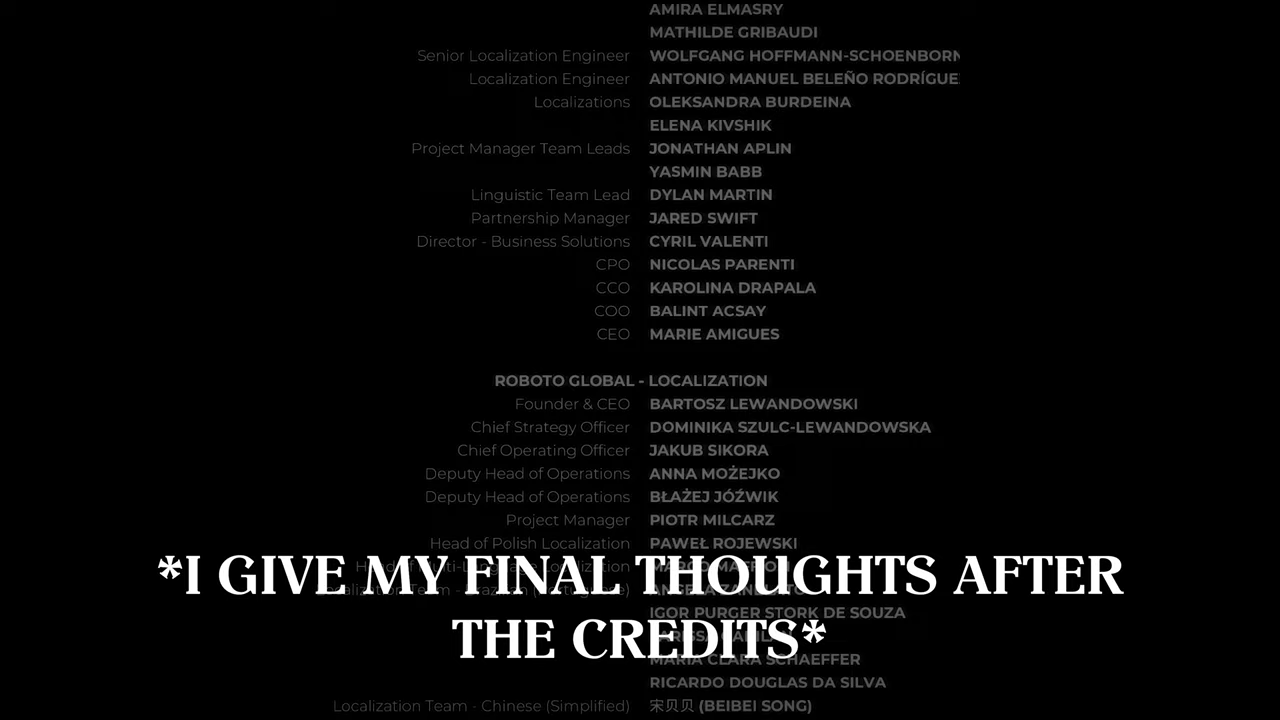 AMIRA ELMASRY
MATHILDE GRIBAUDI
Senior Localization Engineer WOLFGANG HOFFMANN-SCHOENBORN
Localization Engineer ANTONIO MANUEL BELEÑO RODRÍGUE
Localizations OLEKSANDRA BURDEINA
ELENA KIVSHIK
Project Manager Team Leads JONATHAN APLIN
YASMIN BABB
Linguistic Team Lead DYLAN MARTIN
Partnership Manager JARED SWIFT
Director - Business Solutions CYRIL VALENTI
CPO NICOLAS PARENTI
CCO KAROLINA DRAPALA
COO BALINT ACSAY
CEO MARIE AMIGUES
ROBOTO GLOBAL - LOCALIZATION
Founder & CEO BARTOSZ LEWANDOWSKI
Chief Strategy Officer DOMINIKA SZULC-LEWANDOWSKA
Chief Operating Officer JAKUB SIKORA
Deputy Head of Operations ANNA MOŻEJKO
Deputy Head of Operations BŁAŻEJ JÓŹWIK
Project Manager PIOTR MILCARZ
Head of Polish Localization PAWEŁ ROJEWSKI
*I GIVE MY FINAL THOUGHTS AFTER
THE CREDITS*
IGOR PURGER STORK DE SOUZA
MARIA CLARA SCHAEFFER
RICARDO DOUGLAS DA SILVA
Localization Team - Chinese (Simplified) 宋贝贝 (BEIBEI SONG)